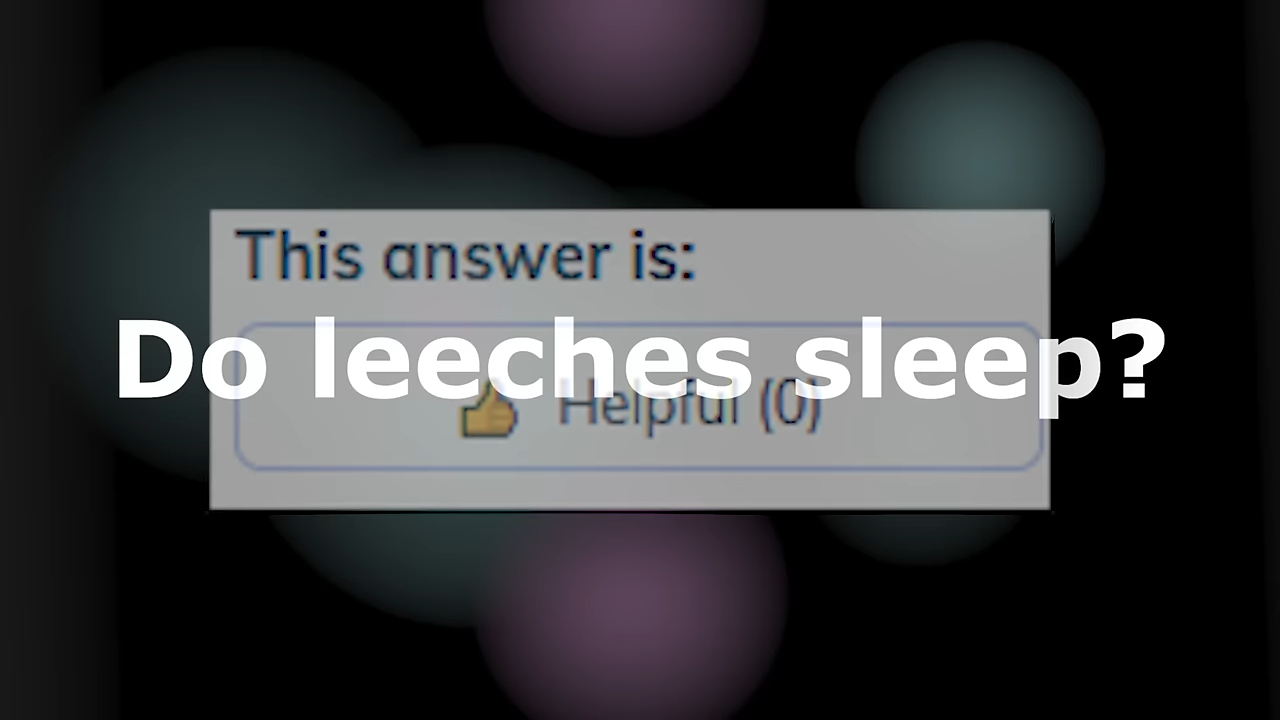 This answer is:
Do leeches sleep?
👍 Helpful (0)